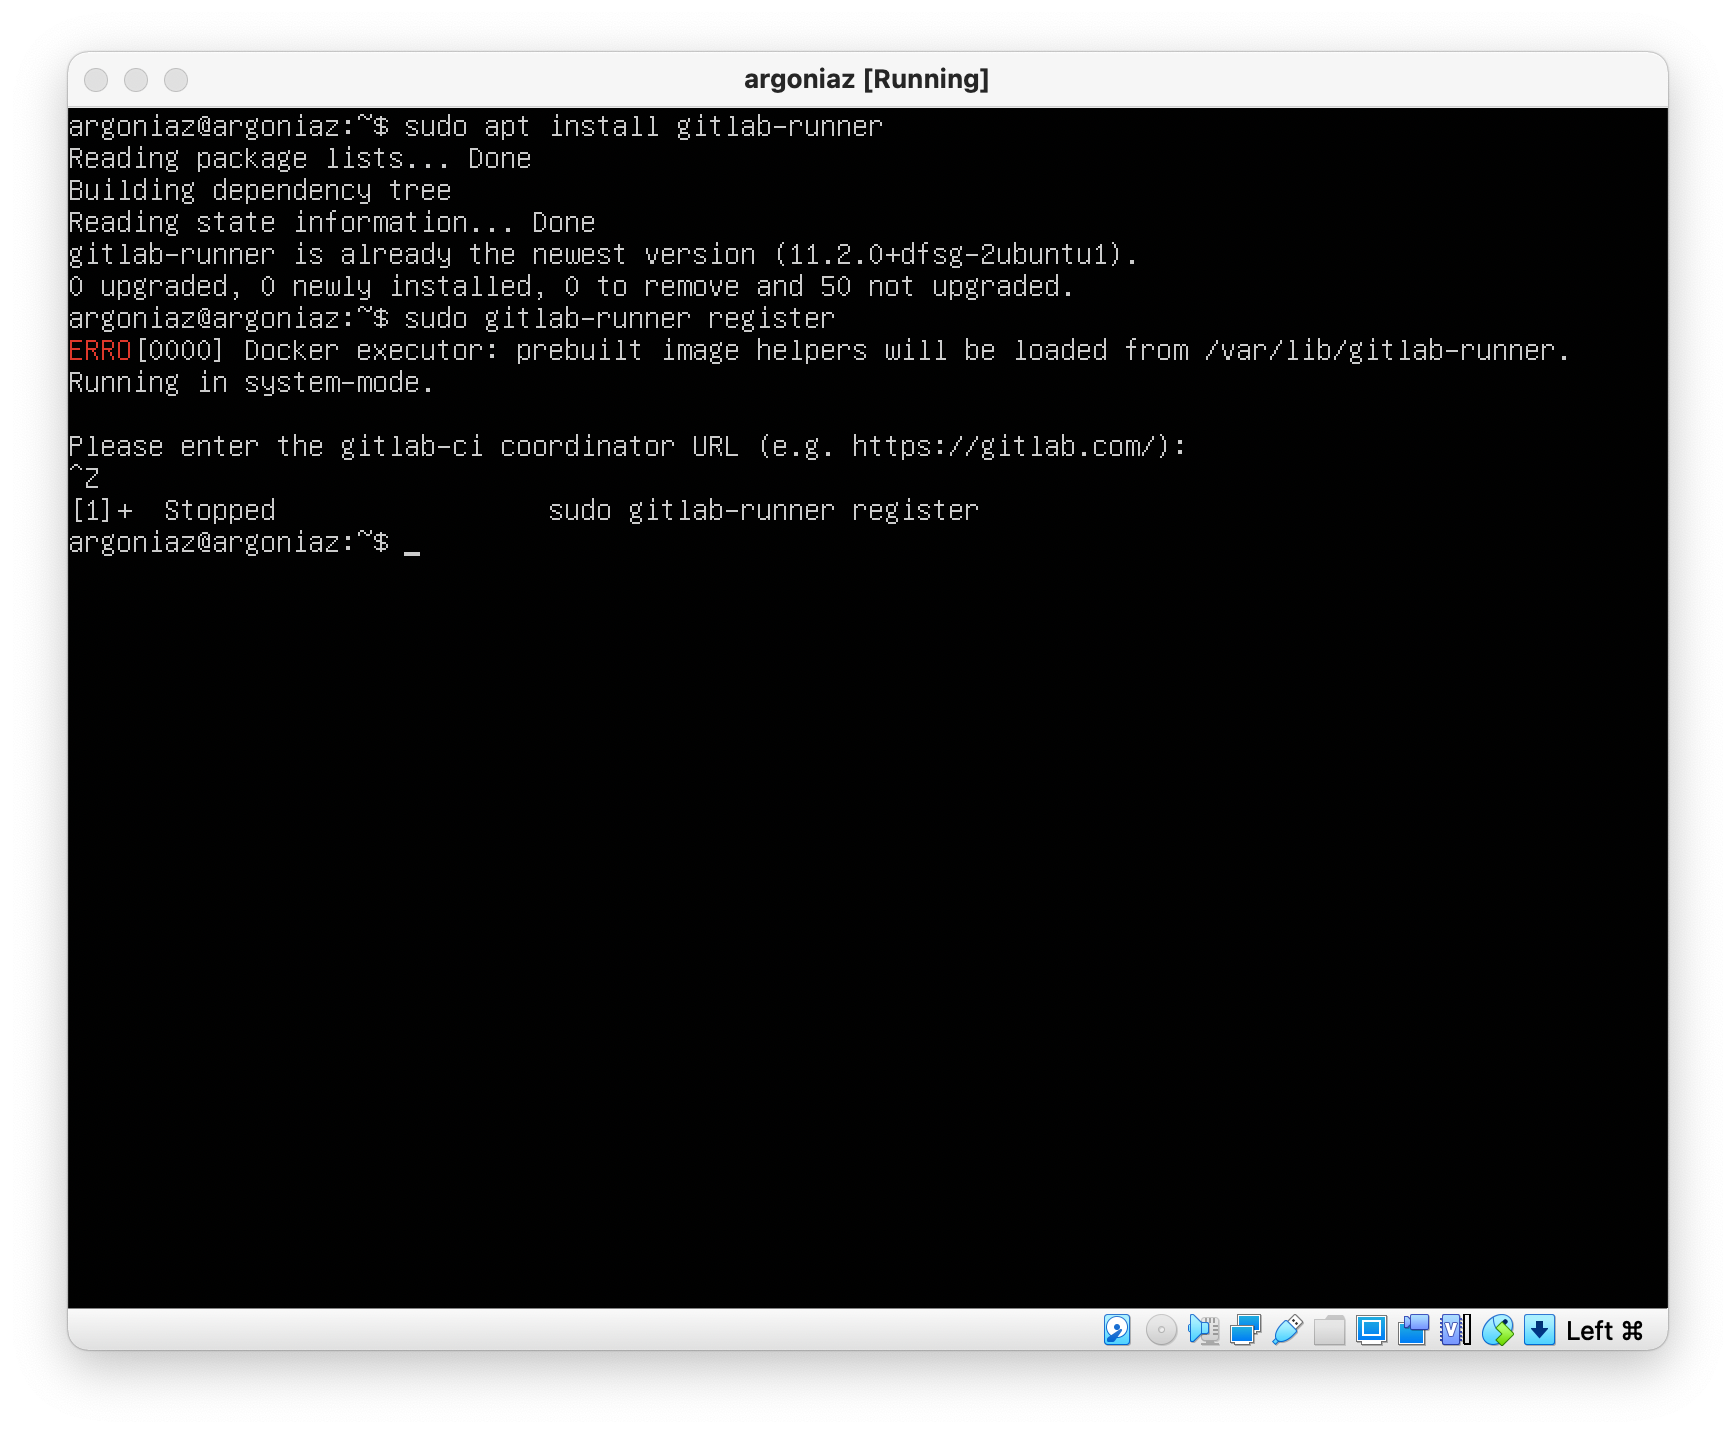 argoniaz [Running]
argoniaz@argoniaz:~$ sudo apt install gitlab-runner
Reading package lists... Done
Building dependency tree
Reading state information... Done
gitlab-runner is already the newest version (11.2.0+dfsg-2ubuntu1).
0 upgraded, 0 newly installed, 0 to remove and 50 not upgraded.
argoniaz@argoniaz:~$ sudo gitlab-runner register
ERRO[0000] Docker executor: prebuilt image helpers will be loaded from /var/lib/gitlab-runner.
Running in system-mode.
Please enter the gitlab-ci coordinator URL (e.g. https://gitlab.com/):
^Z
[1]+  Stopped                 sudo gitlab-runner register
argoniaz@argoniaz:~$ _
Left ⌘